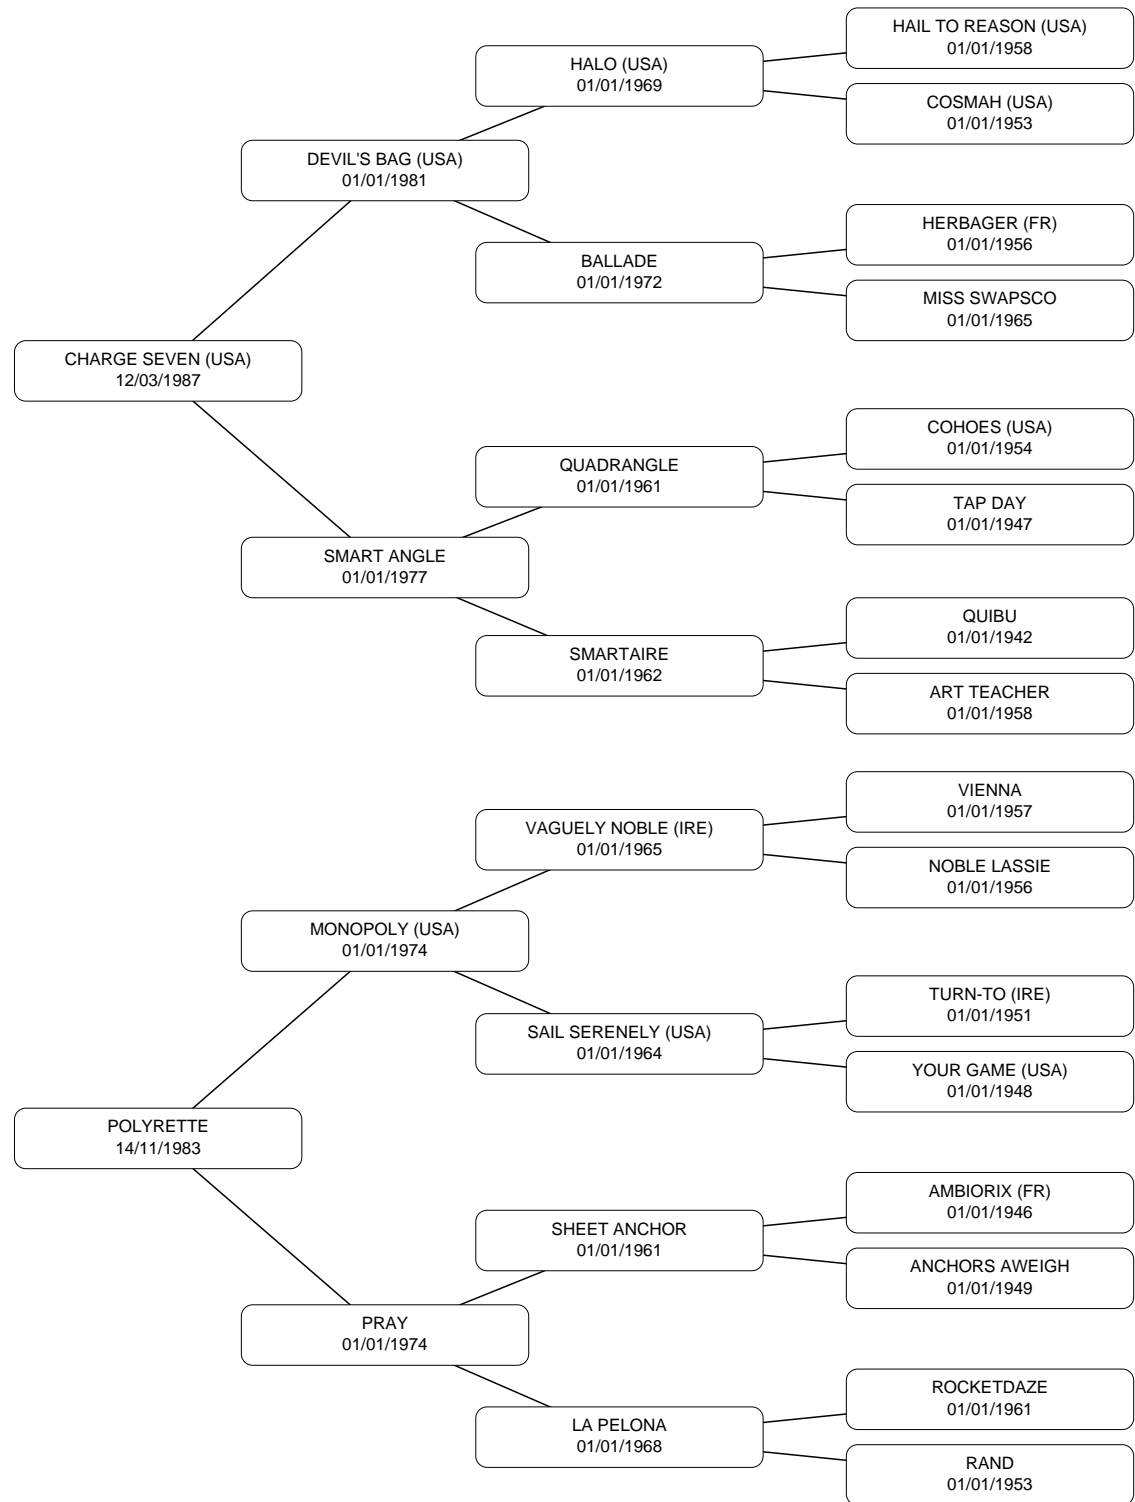 HAIL TO REASON (USA)
01/01/1958
HALO (USA)
01/01/1969
COSMAH (USA)
01/01/1953
DEVIL'S BAG (USA)
01/01/1981
HERBAGER (FR)
01/01/1956
BALLADE
01/01/1972
MISS SWAPSCO
01/01/1965
CHARGE SEVEN (USA)
12/03/1987
COHOES (USA)
01/01/1954
QUADRANGLE
01/01/1961
TAP DAY
01/01/1947
SMART ANGLE
01/01/1977
QUIBU
01/01/1942
SMARTAIRE
01/01/1962
ART TEACHER
01/01/1958
VIENNA
01/01/1957
VAGUELY NOBLE (IRE)
01/01/1965
NOBLE LASSIE
01/01/1956
MONOPOLY (USA)
01/01/1974
TURN-TO (IRE)
01/01/1951
SAIL SERENELY (USA)
01/01/1964
YOUR GAME (USA)
01/01/1948
POLYRETTE
14/11/1983
AMBIORIX (FR)
01/01/1946
SHEET ANCHOR
01/01/1961
ANCHORS AWEIGH
01/01/1949
PRAY
01/01/1974
ROCKETDAZE
01/01/1961
LA PELONA
01/01/1968
RAND
01/01/1953